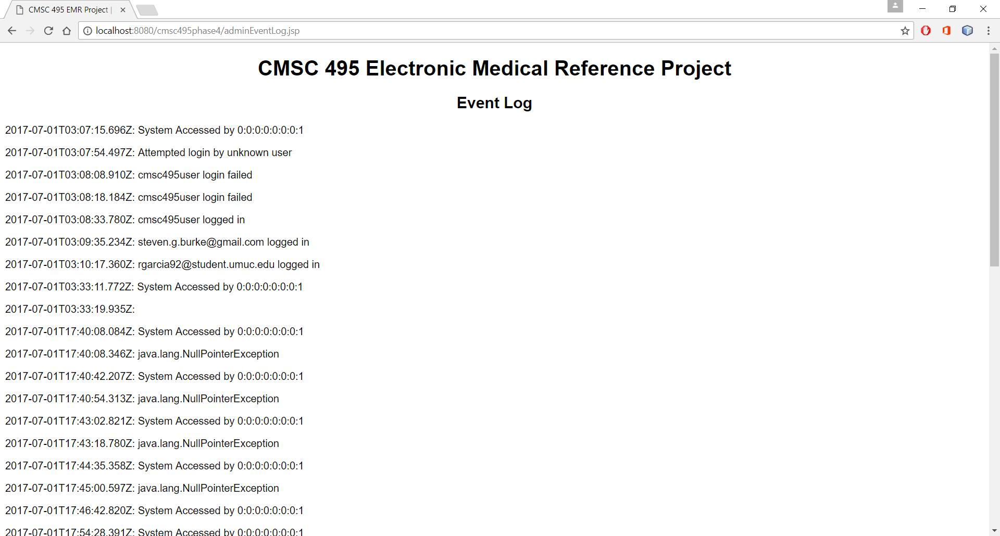 CMSC 495 EMR Project |
localhost:8080/cmsc495phase4/adminEventLog.jsp
CMSC 495 Electronic Medical Reference Project
Event Log
2017-07-01T03:07:15.696Z: System Accessed by 0:0:0:0:0:0:0:1
2017-07-01T03:07:54.497Z: Attempted login by unknown user
2017-07-01T03:08:08.910Z: cmsc495user login failed
2017-07-01T03:08:18.184Z: cmsc495user login failed
2017-07-01T03:08:33.780Z: cmsc495user logged in
2017-07-01T03:09:35.234Z: steven.g.burke@gmail.com logged in
2017-07-01T03:10:17.360Z: rgarcia92@student.umuc.edu logged in
2017-07-01T03:33:11.772Z: System Accessed by 0:0:0:0:0:0:0:1
2017-07-01T03:33:19.935Z:
2017-07-01T17:40:08.084Z: System Accessed by 0:0:0:0:0:0:0:1
2017-07-01T17:40:08.346Z: java.lang.NullPointerException
2017-07-01T17:40:42.207Z: System Accessed by 0:0:0:0:0:0:0:1
2017-07-01T17:40:54.313Z: java.lang.NullPointerException
2017-07-01T17:43:02.821Z: System Accessed by 0:0:0:0:0:0:0:1
2017-07-01T17:43:18.780Z: java.lang.NullPointerException
2017-07-01T17:44:35.358Z: System Accessed by 0:0:0:0:0:0:0:1
2017-07-01T17:45:00.597Z: java.lang.NullPointerException
2017-07-01T17:46:42.820Z: System Accessed by 0:0:0:0:0:0:0:1
2017-07-01T17:54:28.391Z: System Accessed by 0:0:0:0:0:0:0:1